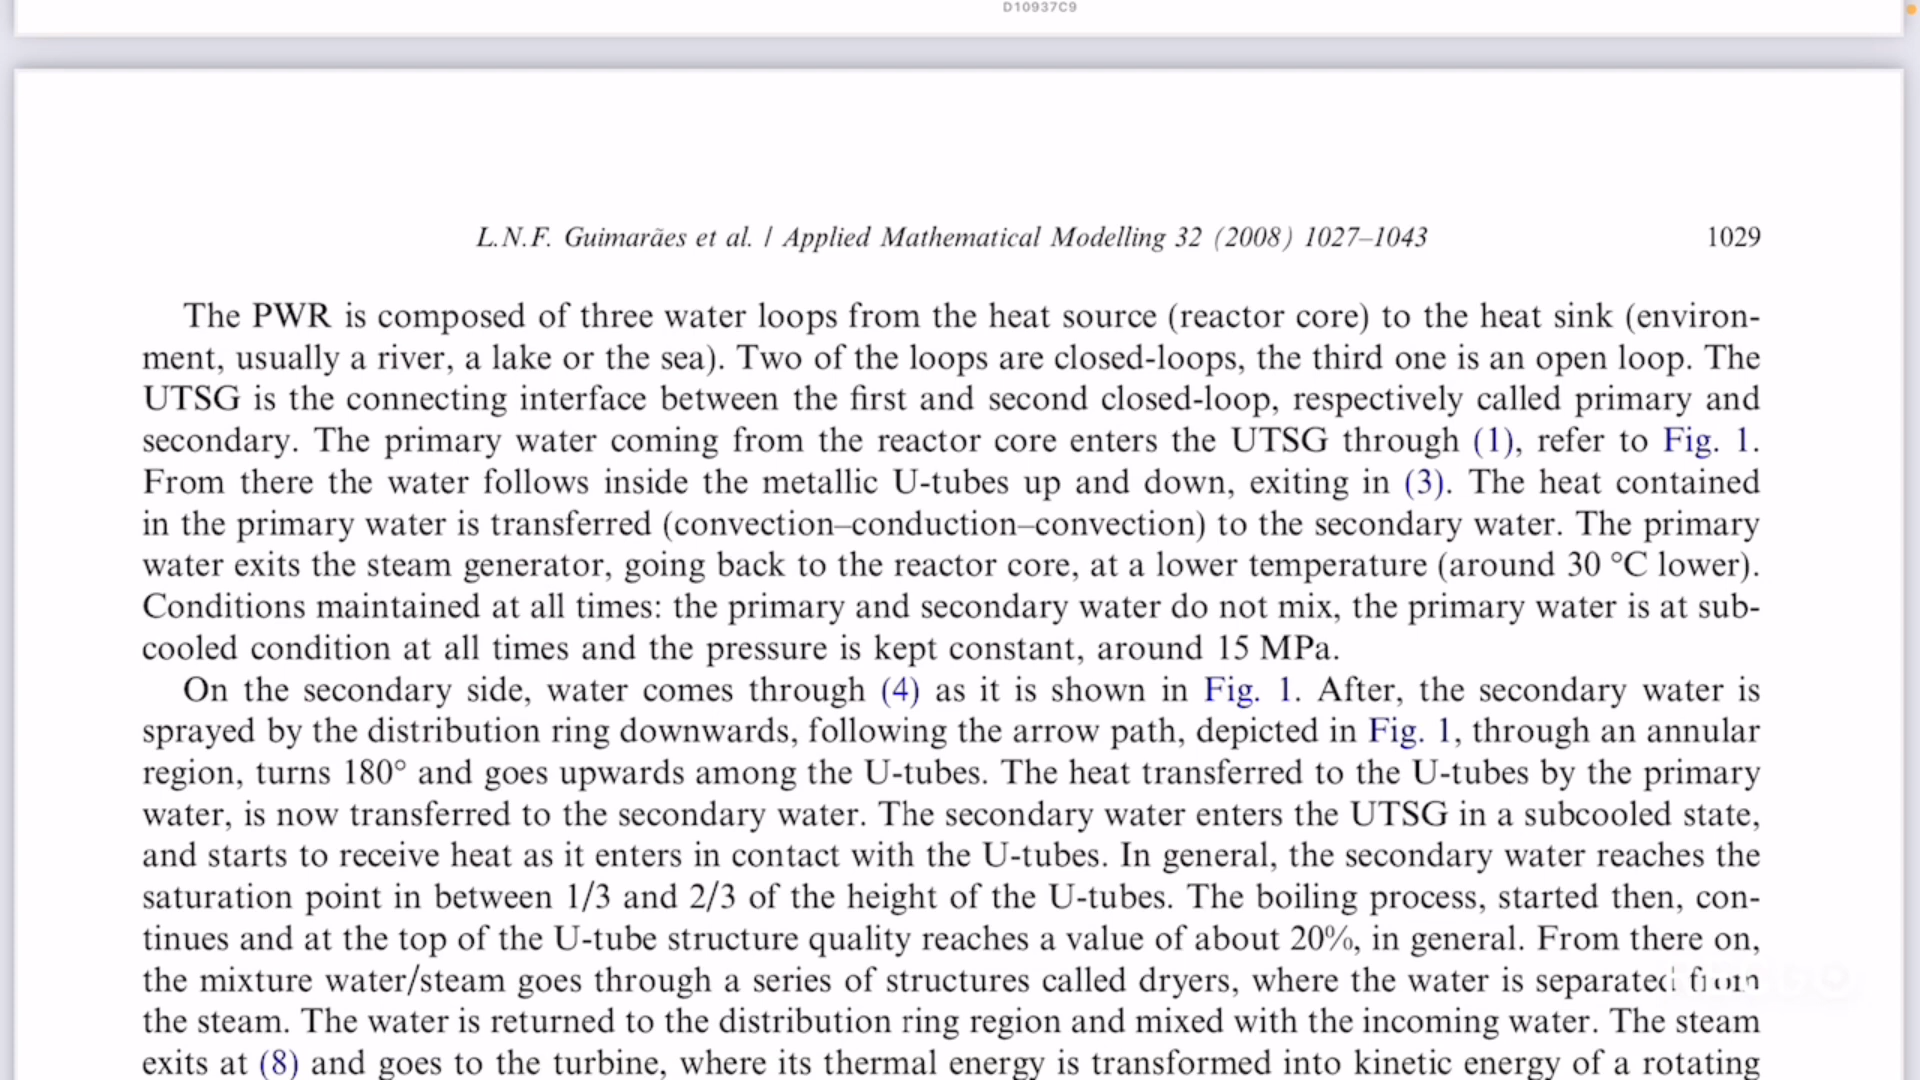 D10937C9
L.N.F. Guimarães et al. / Applied Mathematical Modelling 32 (2008) 1027–1043 1029
The PWR is composed of three water loops from the heat source (reactor core) to the heat sink (environ-
ment, usually a river, a lake or the sea). Two of the loops are closed-loops, the third one is an open loop. The
UTSG is the connecting interface between the first and second closed-loop, respectively called primary and
secondary. The primary water coming from the reactor core enters the UTSG through (1), refer to Fig. 1.
From there the water follows inside the metallic U-tubes up and down, exiting in (3). The heat contained
in the primary water is transferred (convection–conduction–convection) to the secondary water. The primary
water exits the steam generator, going back to the reactor core, at a lower temperature (around 30 °C lower).
Conditions maintained at all times: the primary and secondary water do not mix, the primary water is at sub-
cooled condition at all times and the pressure is kept constant, around 15 MPa.
On the secondary side, water comes through (4) as it is shown in Fig. 1. After, the secondary water is
sprayed by the distribution ring downwards, following the arrow path, depicted in Fig. 1, through an annular
region, turns 180° and goes upwards among the U-tubes. The heat transferred to the U-tubes by the primary
water, is now transferred to the secondary water. The secondary water enters the UTSG in a subcooled state,
and starts to receive heat as it enters in contact with the U-tubes. In general, the secondary water reaches the
saturation point in between 1/3 and 2/3 of the height of the U-tubes. The boiling process, started then, con-
tinues and at the top of the U-tube structure quality reaches a value of about 20%, in general. From there on,
the mixture water/steam goes through a series of structures called dryers, where the water is separated from
the steam. The water is returned to the distribution ring region and mixed with the incoming water. The steam
exits at (8) and goes to the turbine, where its thermal energy is transformed into kinetic energy of a rotating